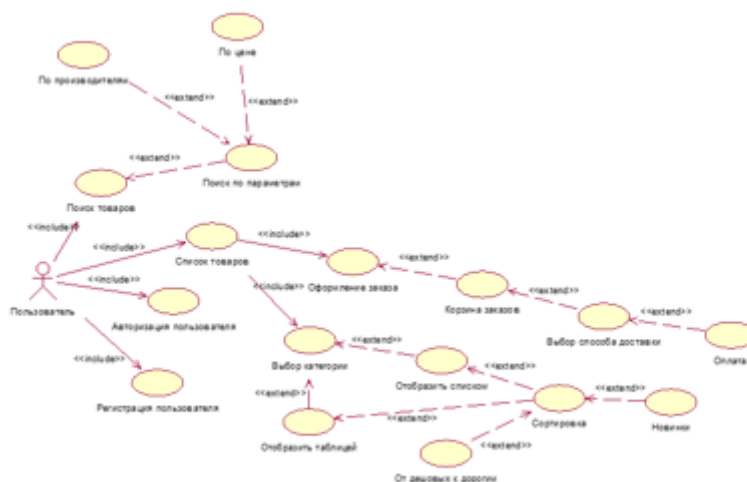 По цене
По производителям
<<extend>>
<<extend>>
<<extend>>
Поиск по параметрам
Поиск товаров
<<include>>
<<include>>
<<include>>
Список товаров
<<include>>
Оформление заказа
<<extend>>
Корзина заказов
<<extend>>
Выбор способа доставки
<<extend>>
Оплата
Пользователь
<<include>>
Авторизация пользователя
<<include>>
Регистрация пользователя
Выбор категории
<<extend>>
Отобразить списком
<<extend>>
<<extend>>
Отобразить таблицей
<<extend>>
Сортировка
<<extend>>
Новинки
<<extend>>
От дешовых к дорогим